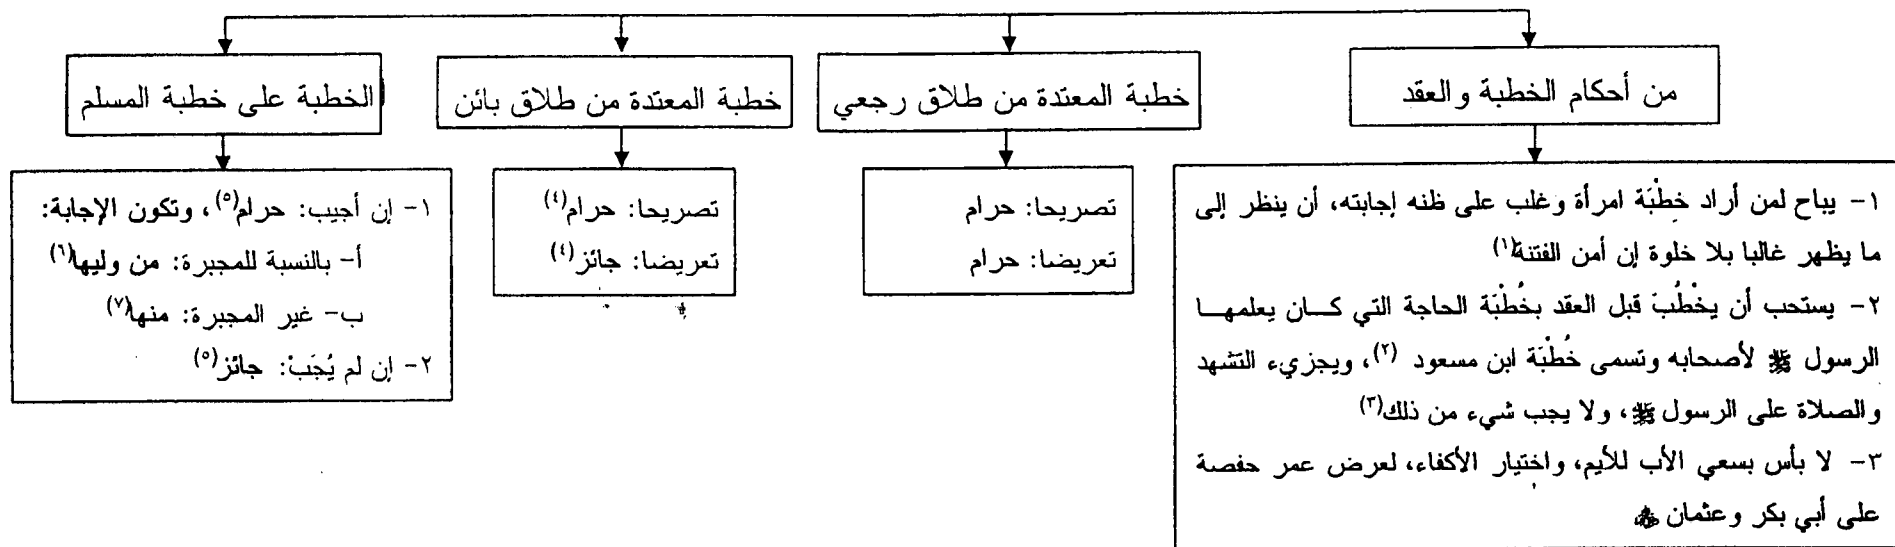 من أحكام الخطبة والعقد
١- يباح لمن أراد خطْبَة امرأة وغلب على ظنه إجابته، أن ينظر إلى
ما يظهر غالبا بلا خلوة إن أمن الفتنة(١)
٢- يستحب أن يخْطُبَ قبل العقد بخُطْبَة الحاجة التي كـــان يعلمهـــا
الرسول ﷺ لأصحابه وتسمى خُطْبَة ابن مسعود (٢)، ويجزيء التشهد
والصلاة على الرسول ﷺ، ولا يجب شيء من ذلك(٣)
٣- لا بأس بسعي الأب للأيم، واختيار الأكفاء، لعرض عمر حفصة
على أبي بكر وعثمان ﷺ
خطبة المعتدة من طلاق رجعي
تصريحا: حرام
تعريضا: حرام
خطبة المعتدة من طلاق بائن
تصريحا: حرام(٤)
تعريضا: جائز(٤)
الخطبة على خطبة المسلم
١- إن أجيب: حرام(٥)، وتكون الإجابة:
أ- بالنسبة للمجبرة: من وليها(٦)
ب- غير المجبرة: منها(٧)
٢- إن لم يُجَبْ: جائز(٥)